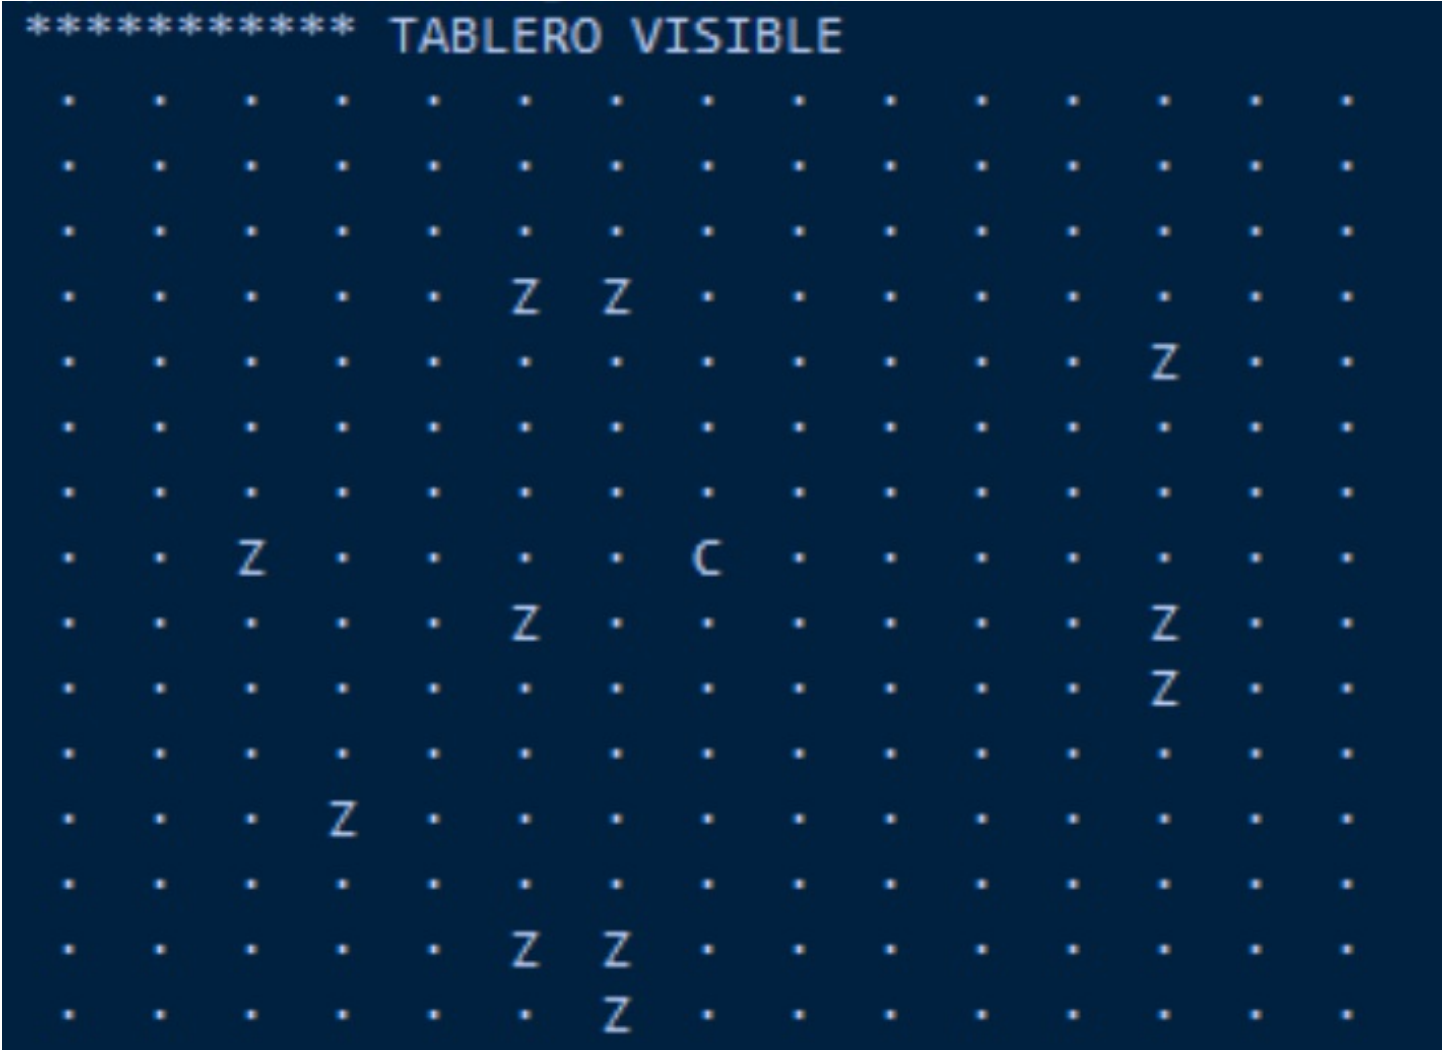 *********** TABLERO VISIBLE
. . . . . . . . . . . . . . .
. . . . . . . . . . . . . . .
. . . . . . . . . . . . . . .
. . . . . Z Z . . . . . . . .
. . . . . . . . . . . . Z . .
. . . . . . . . . . . . . . .
. . . . . . . . . . . . . . .
. . Z . . . . C . . . . . . .
. . . . . Z . . . . . . Z . .
. . . . . . . . . . . . Z . .
. . . . . . . . . . . . . . .
. . . Z . . . . . . . . . . .
. . . . . . . . . . . . . . .
. . . . . Z Z . . . . . . . .
. . . . . . Z . . . . . . . .